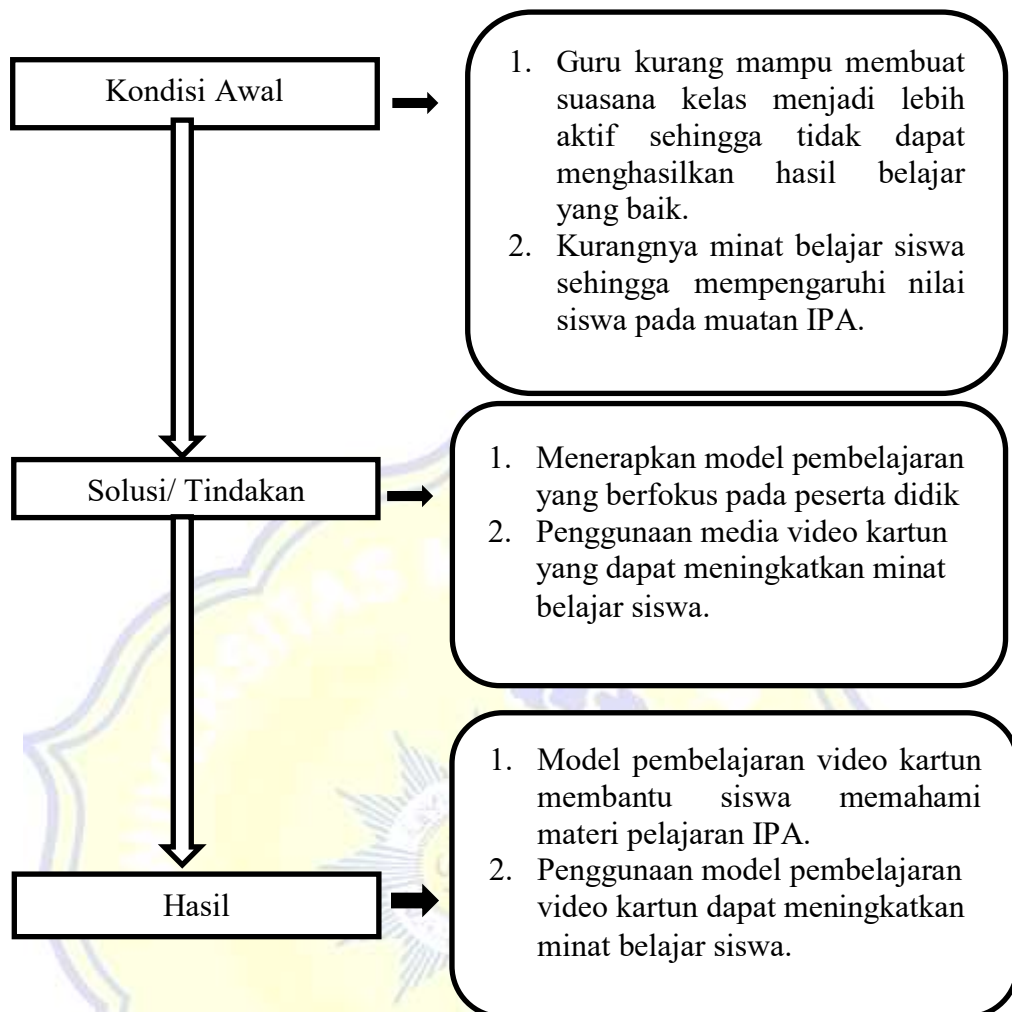 Kondisi Awal
1. Guru kurang mampu membuat
suasana kelas menjadi lebih
aktif sehingga tidak dapat
menghasilkan hasil belajar
yang baik.
2. Kurangnya minat belajar siswa
sehingga mempengaruhi nilai
siswa pada muatan IPA.
Solusi/ Tindakan
1. Menerapkan model pembelajaran
yang berfokus pada peserta didik
2. Penggunaan media video kartun
yang dapat meningkatkan minat
belajar siswa.
Hasil
1. Model pembelajaran video kartun
membantu siswa memahami
materi pelajaran IPA.
2. Penggunaan model pembelajaran
video kartun dapat meningkatkan
minat belajar siswa.